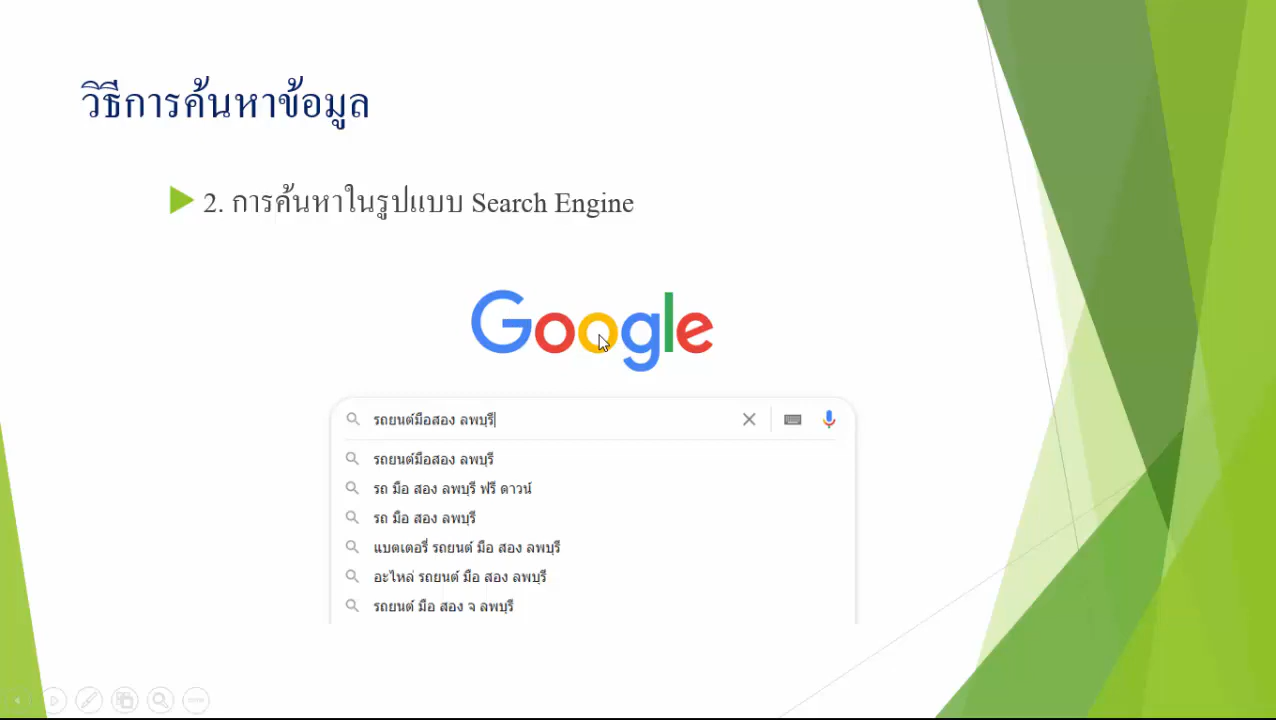 วิธีการค้นหาข้อมูล
2. การค้นหาในรูปแบบ Search Engine
Google
รถยนต์มือสอง ลพบุรี
รถยนต์มือสอง ลพบุรี
รถ มือ สอง ลพบุรี ฟรี ดาวน์
รถ มือ สอง ลพบุรี
แบตเตอรี่ รถยนต์ มือ สอง ลพบุรี
อะไหล่ รถยนต์ มือ สอง ลพบุรี
รถยนต์ มือ สอง จ ลพบุรี